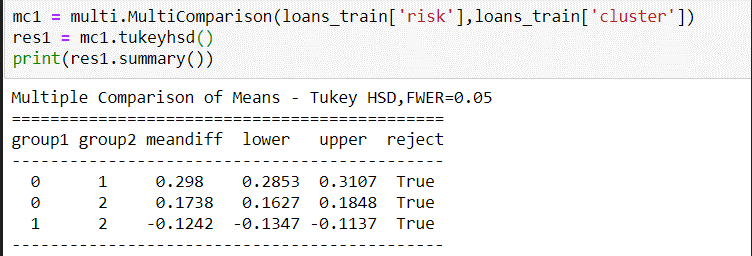 mc1 = multi.MultiComparison(loans_train['risk'],loans_train['cluster'])
res1 = mc1.tukeyhsd()
print(res1.summary())
Multiple Comparison of Means - Tukey HSD,FWER=0.05
=============================================
group1 group2 meandiff  lower   upper  reject
---------------------------------------------
  0      1     0.298    0.2853  0.3107  True
  0      2     0.1738   0.1627  0.1848  True
  1      2    -0.1242  -0.1347 -0.1137  True
---------------------------------------------